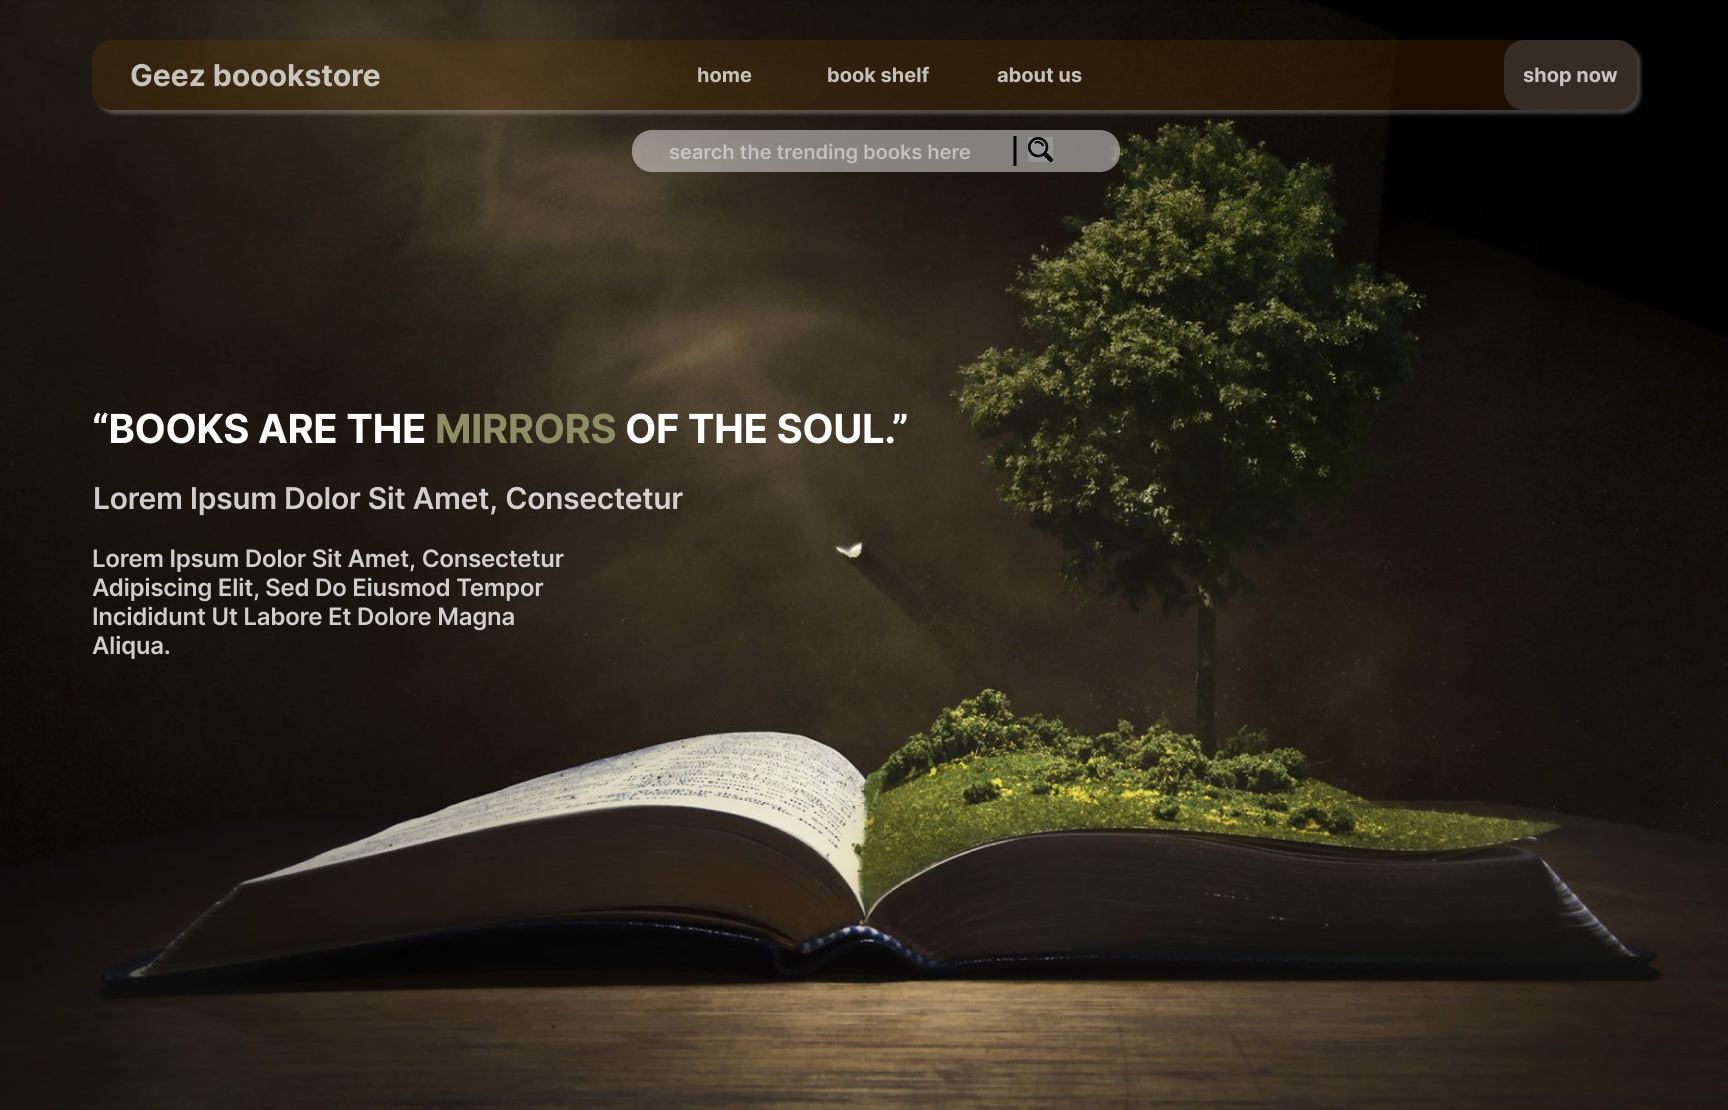 Geez boookstore
home
book shelf
about us
shop now
search the trending books here
“BOOKS ARE THE MIRRORS OF THE SOUL.”
Lorem Ipsum Dolor Sit Amet, Consectetur
Lorem Ipsum Dolor Sit Amet, Consectetur
Adipiscing Elit, Sed Do Eiusmod Tempor
Incididunt Ut Labore Et Dolore Magna
Aliqua.